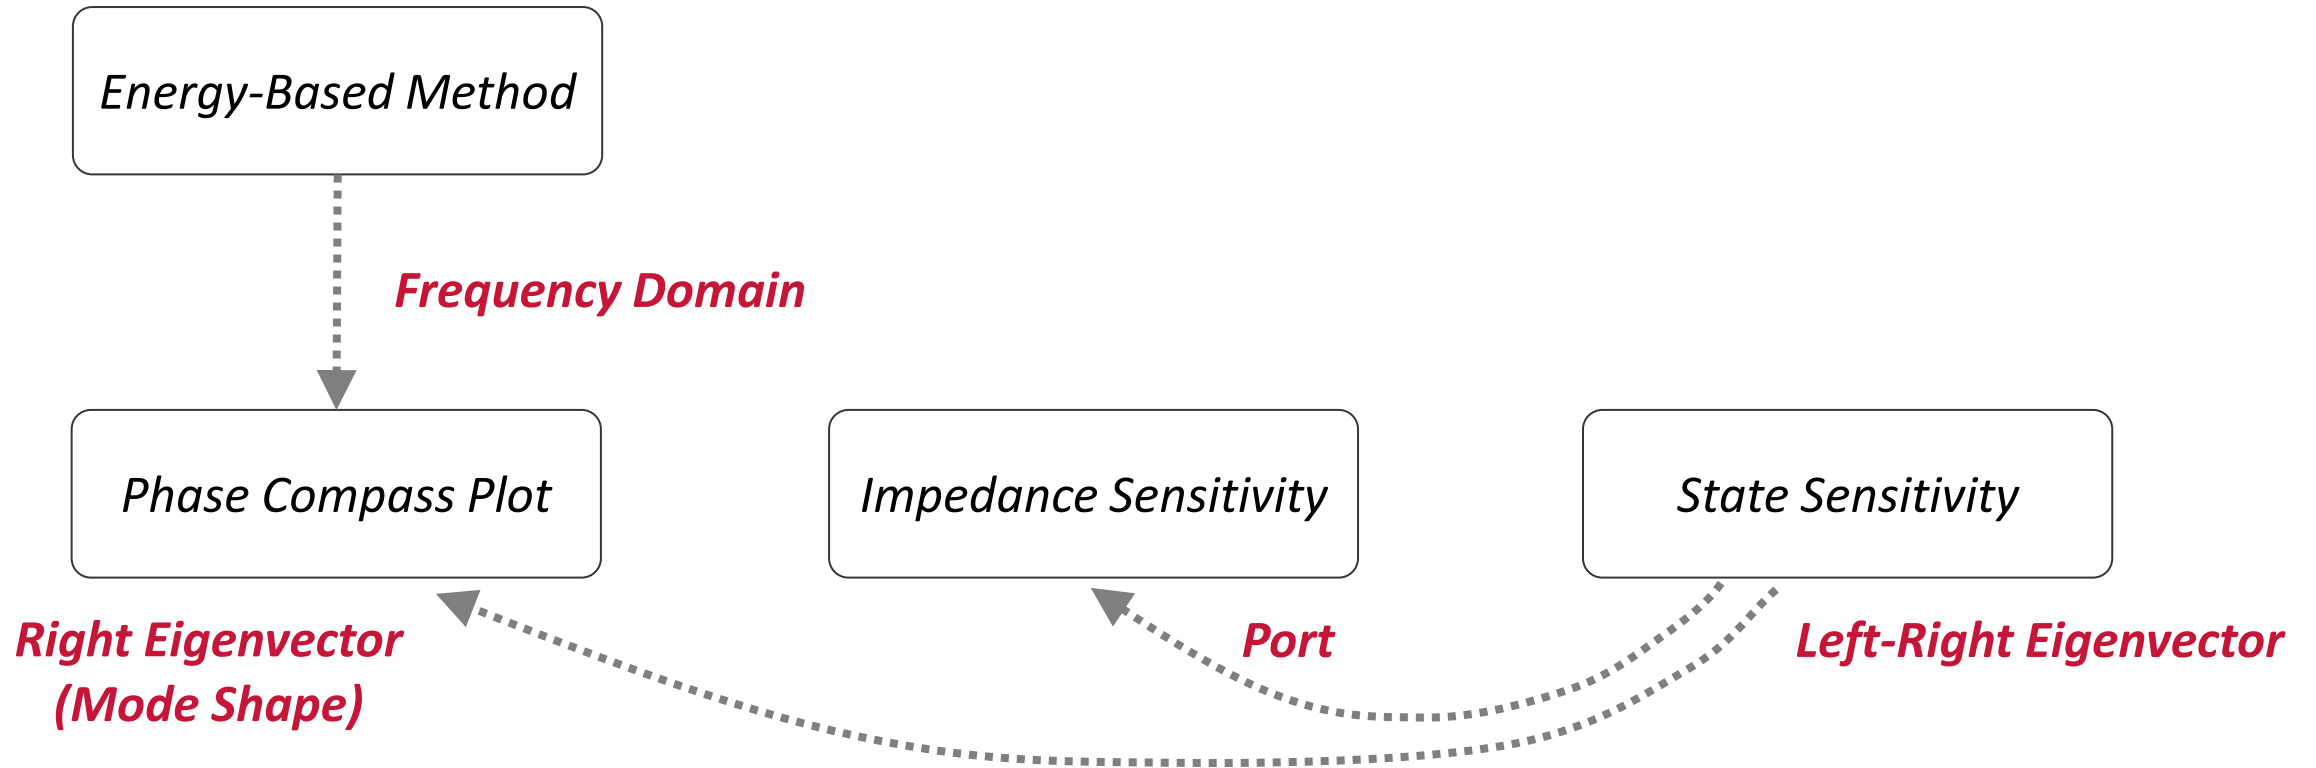 Energy-Based Method
Frequency Domain
Phase Compass Plot
Impedance Sensitivity
State Sensitivity
Right Eigenvector
(Mode Shape)
Port
Left-Right Eigenvector